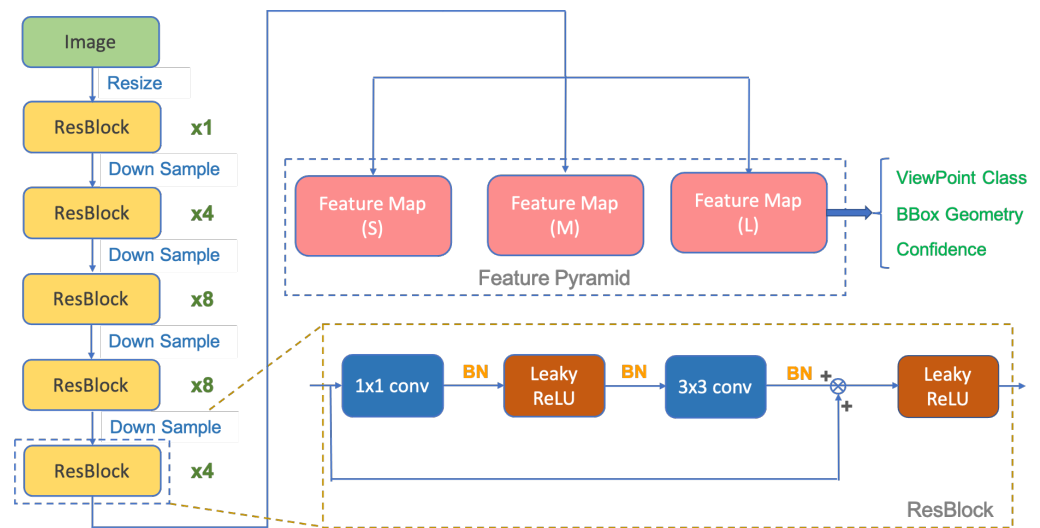 Image
Resize
ResBlock
x1
Down Sample
ResBlock
x4
Down Sample
ResBlock
x8
Down Sample
ResBlock
x8
Down Sample
ResBlock
x4
Feature Map
(S)
Feature Map
(M)
Feature Map
(L)
Feature Pyramid
ViewPoint Class
BBox Geometry
Confidence
1x1 conv
BN
Leaky
ReLU
BN
3x3 conv
BN
+
+
Leaky
ReLU
ResBlock